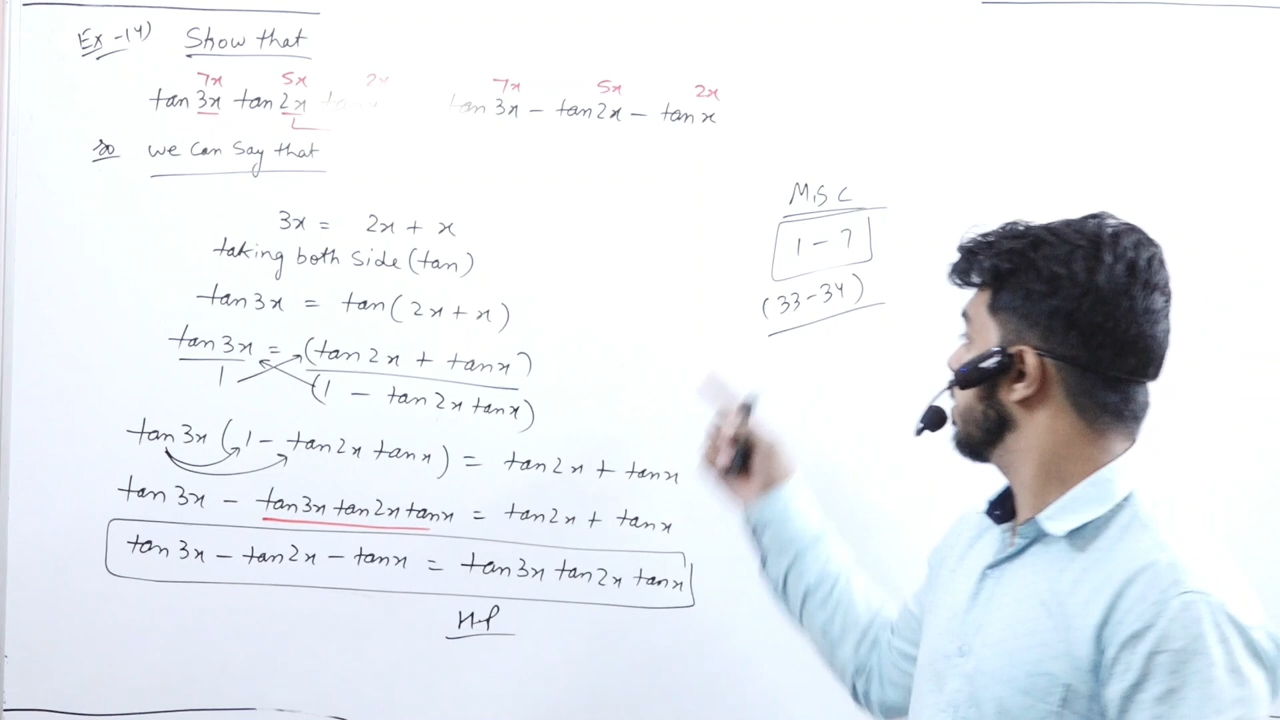 Ex-14) Show that
7x 5x 2x 7x 5x 2x
tan 3x tan 2x tan 3x - tan 2x - tan x
so we can say that
3x = 2x + x
taking both side (tan)
tan 3x = tan (2x + x)
tan 3x = (tan 2x + tan x)
1 (1 - tan 2x tan x)
tan 3x (1 - tan 2x tan x) = tan 2x + tan x
tan 3x - tan 3x tan 2x tan x = tan 2x + tan x
tan 3x - tan 2x - tan x = tan 3x tan 2x tan x
H.P
MISC
1 - 7
(33-34)